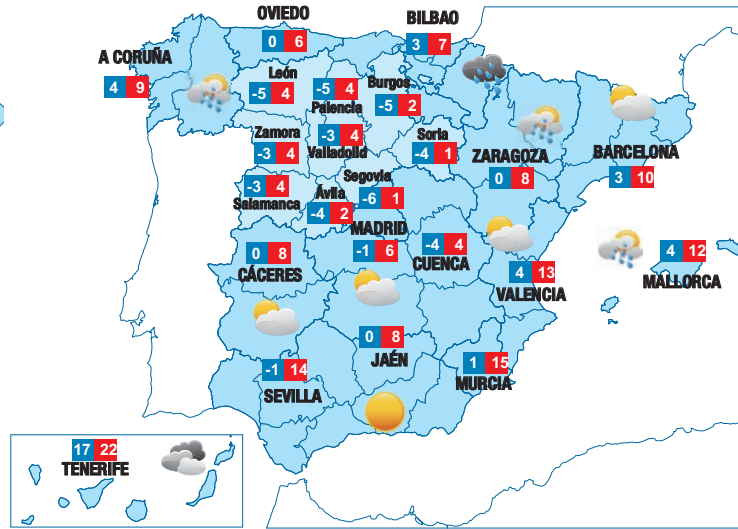 OVIEDO
0 6
BILBAO
3 7
A CORUÑA
4 9
León
-5 4
-5 4
Palencia
Burgos
-5 2
Zamora
-3 4
-3 4
Valladolid
Soria
-4 1
ZARAGOZA
0 8
BARCELONA
3 10
-3 4
Salamanca
Ávila
-4 2
Segovia
-6 1
MADRID
-1 6
-4 4
CUENCA
0 8
CÁCERES
4 13
VALENCIA
4 12
MALLORCA
0 8
JAÉN
-1 14
SEVILLA
1 15
MURCIA
17 22
TENERIFE